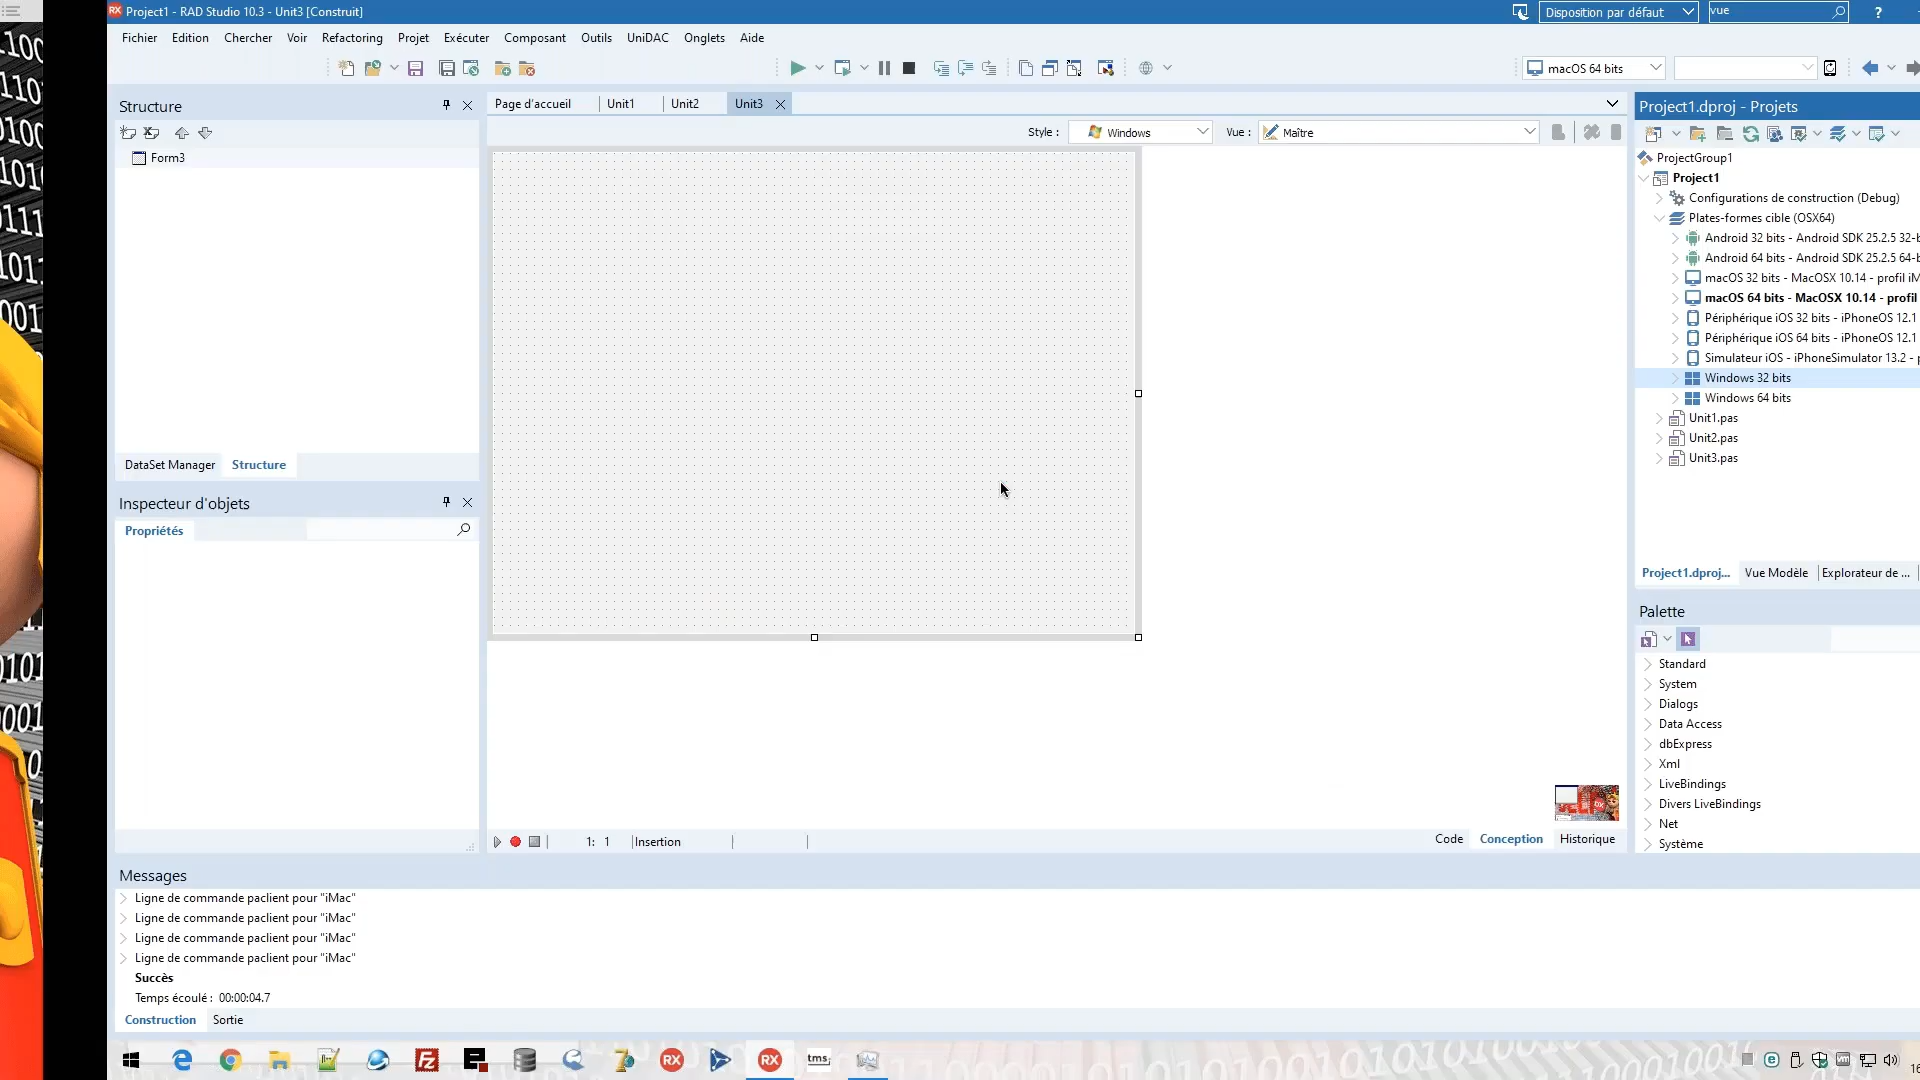 Project1 - RAD Studio 10.3 - Unit3 [Construit]
Disposition par défaut
vue
?
Fichier Edition Chercher Voir Refactoring Projet Exécuter Composant Outils UniDAC Onglets Aide
macOS 64 bits
Structure
Page d'accueil Unit1 Unit2 Unit3
Project1.dproj - Projets
Style : Windows Vue : Maître
Form3
ProjectGroup1
Project1
Configurations de construction (Debug)
Plates-formes cible (OSX64)
Android 32 bits - Android SDK 25.2.5 32-b
Android 64 bits - Android SDK 25.2.5 64-b
macOS 32 bits - MacOSX 10.14 - profil iM
macOS 64 bits - MacOSX 10.14 - profil
Périphérique iOS 32 bits - iPhoneOS 12.1
Périphérique iOS 64 bits - iPhoneOS 12.1
Simulateur iOS - iPhoneSimulator 13.2 - p
Windows 32 bits
Windows 64 bits
Unit1.pas
Unit2.pas
Unit3.pas
DataSet Manager Structure
Inspecteur d'objets
Propriétés
Project1.dproj... Vue Modèle Explorateur de ...
Palette
Standard
System
Dialogs
Data Access
dbExpress
Xml
LiveBindings
Divers LiveBindings
Net
Système
1: 1 Insertion
Code Conception Historique
Messages
Ligne de commande paclient pour "iMac"
Ligne de commande paclient pour "iMac"
Ligne de commande paclient pour "iMac"
Ligne de commande paclient pour "iMac"
Succès
Temps écoulé : 00:00:04.7
Construction Sortie
RX
RX
tms